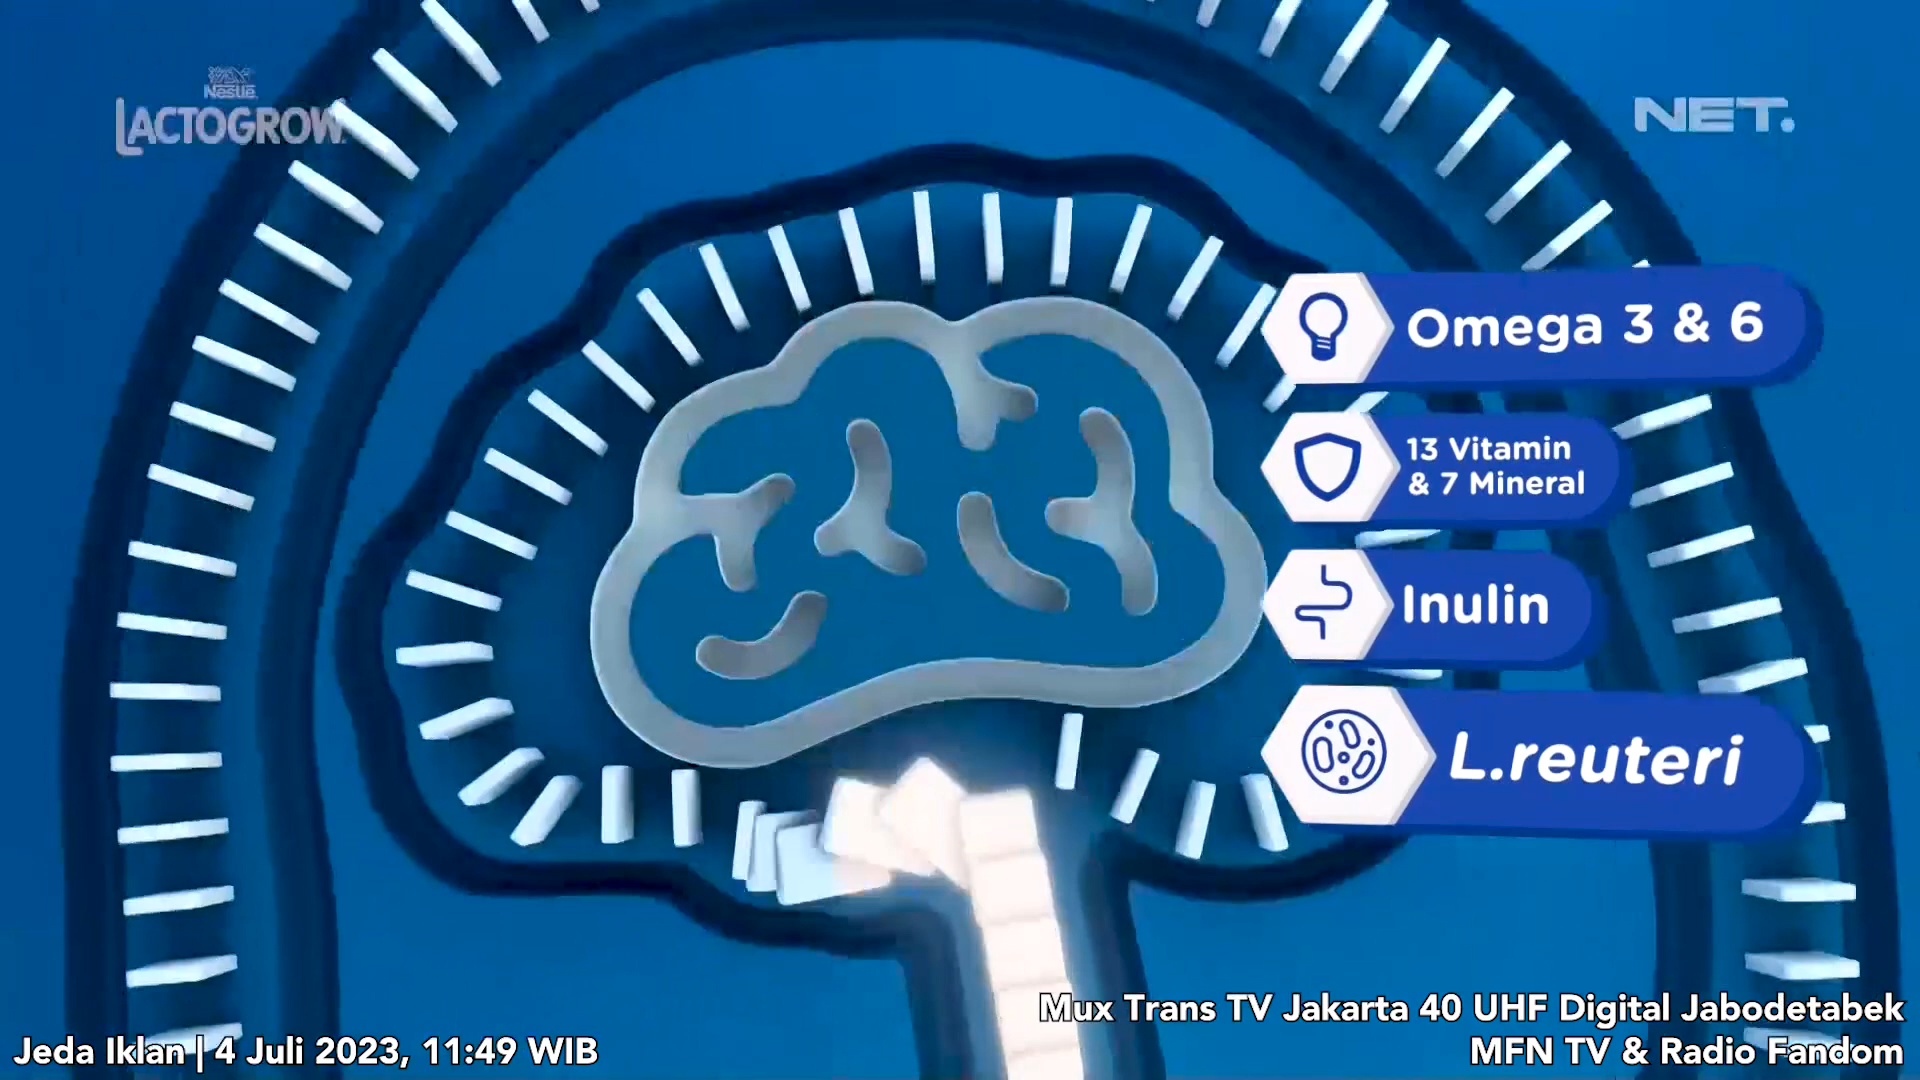 Nestlé
LACTOGROW
NET.
Omega 3 & 6
13 Vitamin
& 7 Mineral
Inulin
L.reuteri
Mux Trans TV Jakarta 40 UHF Digital Jabodetabek
Jeda Iklan | 4 Juli 2023, 11:49 WIB
MFN TV & Radio Fandom